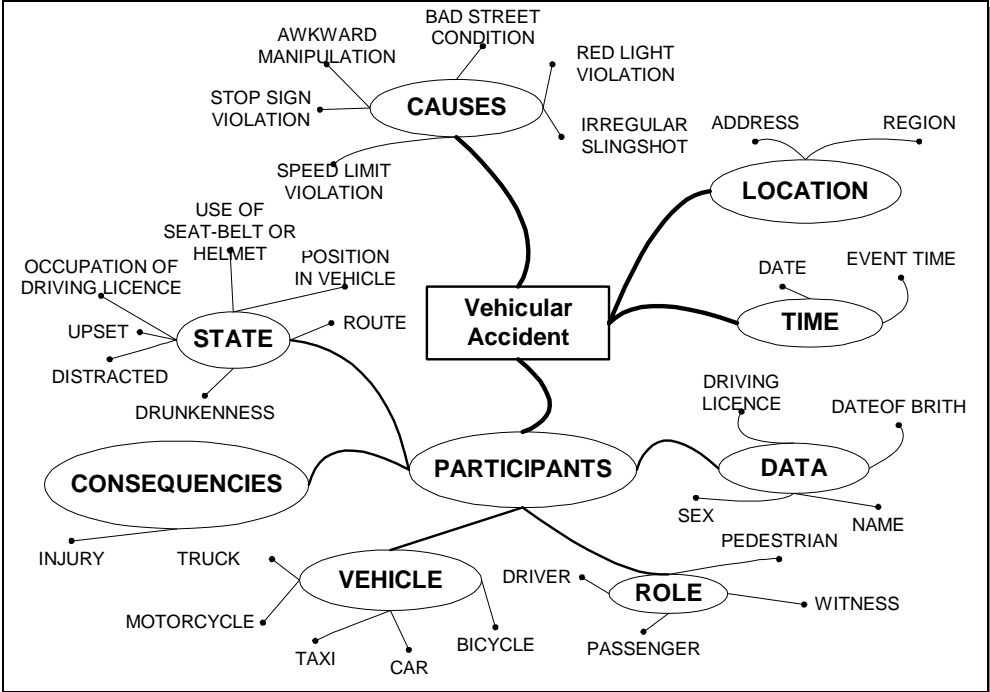 BAD STREET
CONDITION
AWKWARD
MANIPULATION
RED LIGHT
VIOLATION
STOP SIGN
VIOLATION
CAUSES
IRREGULAR
SLINGSHOT
SPEED LIMIT
VIOLATION
ADDRESS
REGION
LOCATION
USE OF
SEAT-BELT OR
HELMET
POSITION
IN VEHICLE
OCCUPATION OF
DRIVING LICENCE
UPSET
STATE
ROUTE
DISTRACTED
DRUNKENNESS
Vehicular
Accident
DATE
EVENT TIME
TIME
DRIVING
LICENCE
DATEOF BRITH
DATA
SEX
NAME
PARTICIPANTS
CONSEQUENCIES
INJURY
TRUCK
VEHICLE
MOTORCYCLE
TAXI
CAR
BICYCLE
PEDESTRIAN
DRIVER
ROLE
WITNESS
PASSENGER